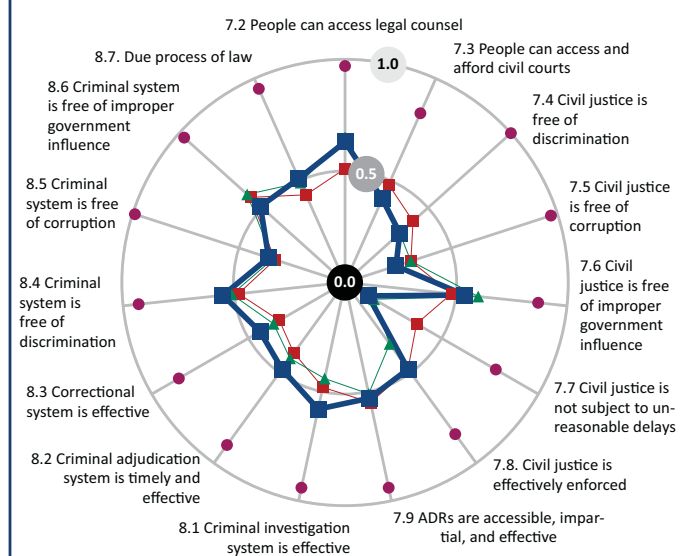 7.2 People can access legal counsel
1.0
7.3 People can access and
afford civil courts
7.4 Civil justice is
free of
discrimination
7.5 Civil justice
is free of
corruption
7.6 Civil
justice is free
of improper
government
influence
7.7 Civil justice is
not subject to un-
reasonable delays
7.8. Civil justice is
effectively enforced
7.9 ADRs are accessible, impar-
tial, and effective
8.1 Criminal investigation
system is effective
8.2 Criminal adjudication
system is timely and
effective
8.3 Correctional
system is effective
8.4 Criminal
system is
free of
discrimination
8.5 Criminal
system is free
of corruption
8.6 Criminal system
is free of improper
government
influence
8.7. Due process of law
0.5
0.0